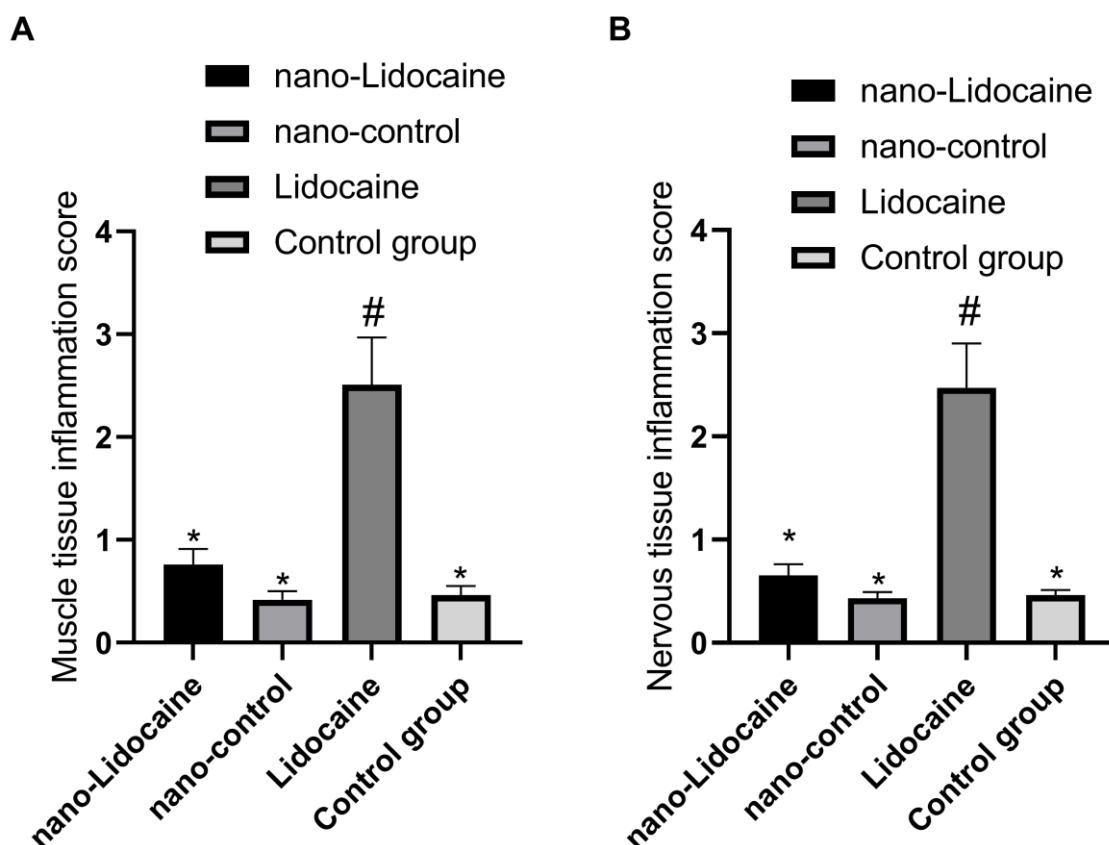 A
nano-Lidocaine
nano-control
Lidocaine
Control group
Muscle tissue inflammation score
4
3
2
1
0
*
*
#
*
nano-Lidocaine
nano-control
Lidocaine
Control group
B
nano-Lidocaine
nano-control
Lidocaine
Control group
Nervous tissue inflammation score
4
3
2
1
0
*
*
#
*
nano-Lidocaine
nano-control
Lidocaine
Control group